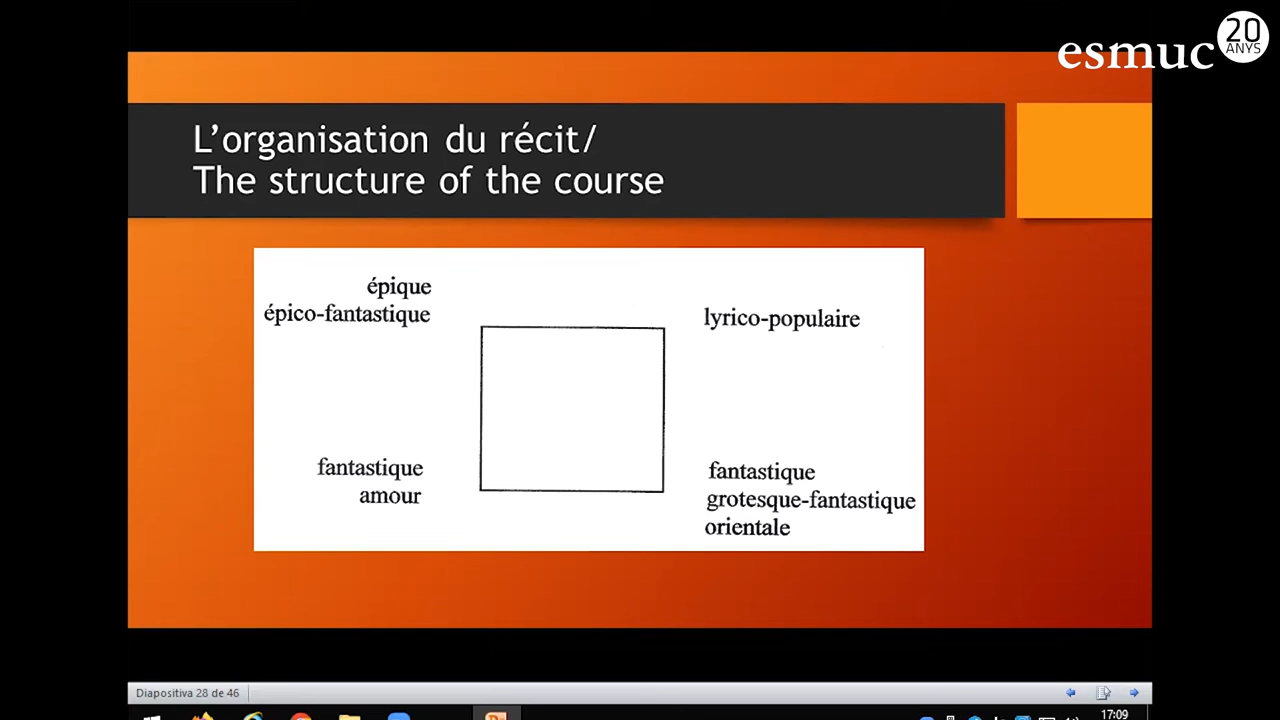 esmuc
20
ANYS
L’organisation du récit/
The structure of the course
épique
épico-fantastique
lyrico-populaire
fantastique
amour
fantastique
grotesque-fantastique
orientale
Diapositiva 28 de 46
17:09